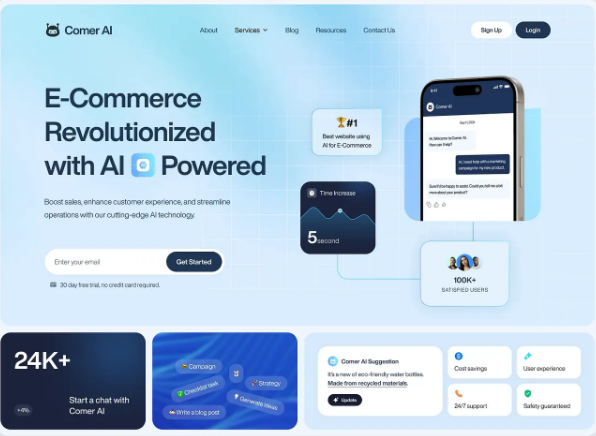 Comer AI
About
Services
Blog
Resources
Contact Us
Sign Up
Login
E-Commerce
Revolutionized
with AI Powered
Boost sales, enhance customer experience, and streamline
operations with our cutting-edge AI technology.
Enter your email
Get Started
30 day free trial, no credit card required.
#1
Best website using
AI for E-Commerce
Time Increase
5second
9:41
Comer AI
Hi, Welcome to Comer AI.
How can I help?
Hi, I need help with a marketing
campaign for my new product.
Sure! I'd be happy to assist. Could you tell me
more about your product?
100K+
SATISFIED USERS
24K+
+4%
Start a chat with
Comer AI
Campaign
Checklist task
Strategy
Generate ideas
Write a blog post
Comer AI Suggestion
It's a new of eco-friendly water bottles.
Made from recycled materials.
Update
Cost savings
User experience
24/7 support
Safety guaranteed